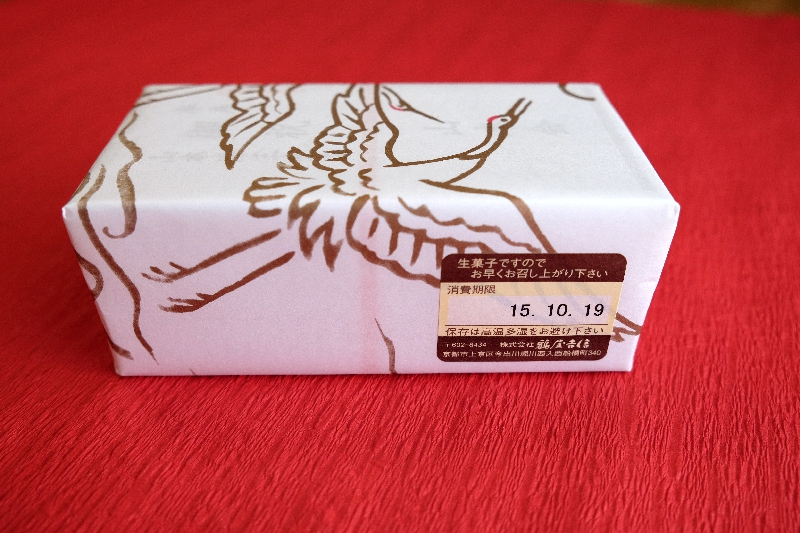 生菓子ですので
お早くお召し上がり下さい
消費期限
15. 10. 19
保存は高温多湿をお避け下さい
〒602-8434 株式会社 鶴屋吉信
京都市上京区今出川堀川西入西船橋町340